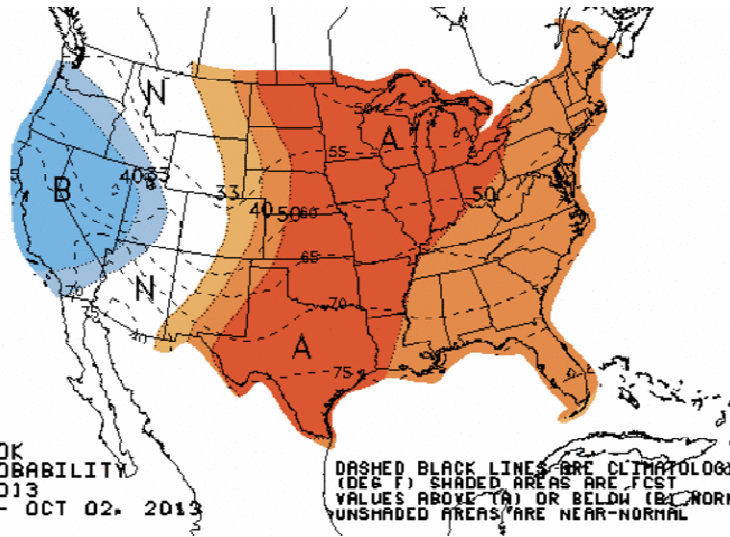 N
50
A
55
B
40 33
33
50
40 50 60
65
70
N
75
70
A
75
OK
OBABILITY
013
- OCT 02, 2013
DASHED BLACK LINES ARE CLIMATOLOG
(DEG F) SHADED AREAS ARE FCST
VALUES ABOVE (A) OR BELOW (B) NORM
UNSHADED AREAS ARE NEAR-NORMAL